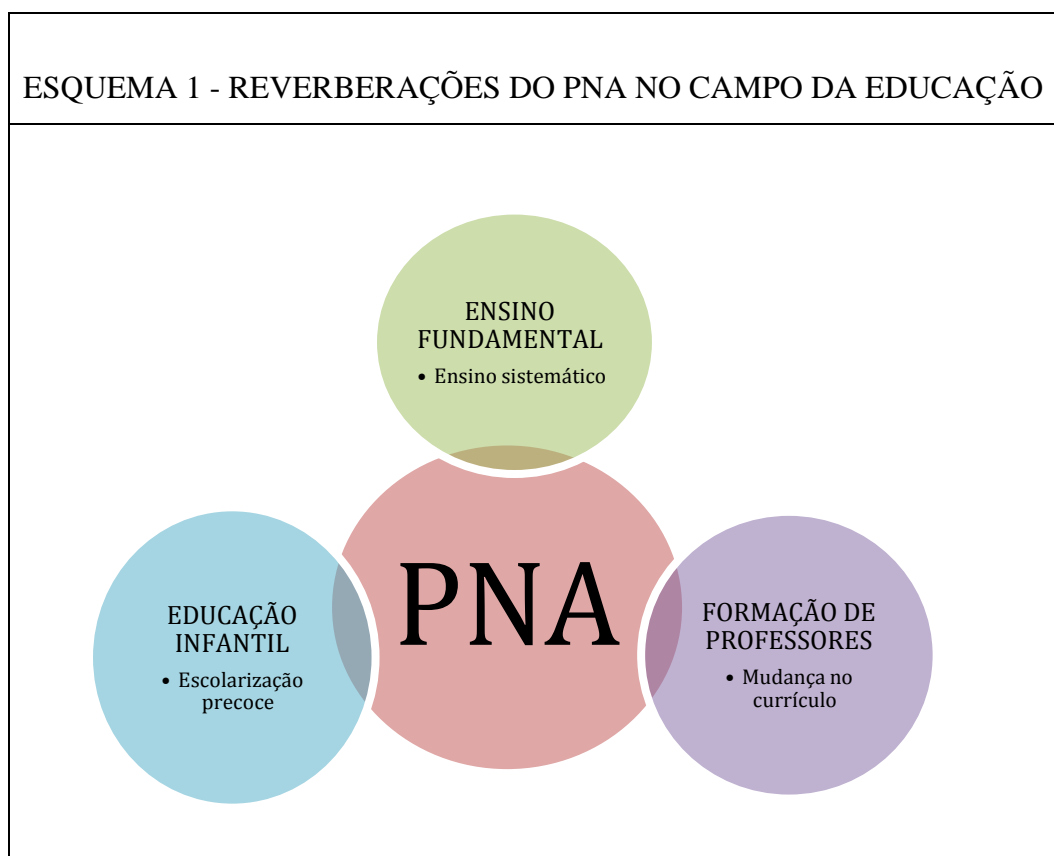 ESQUEMA 1 - REVERBERAÇÕES DO PNA NO CAMPO DA EDUCAÇÃO
ENSINO
FUNDAMENTAL
• Ensino sistemático
PNA
EDUCAÇÃO
INFANTIL
• Escolarização
precoce
FORMAÇÃO DE
PROFESSORES
• Mudança no
currículo